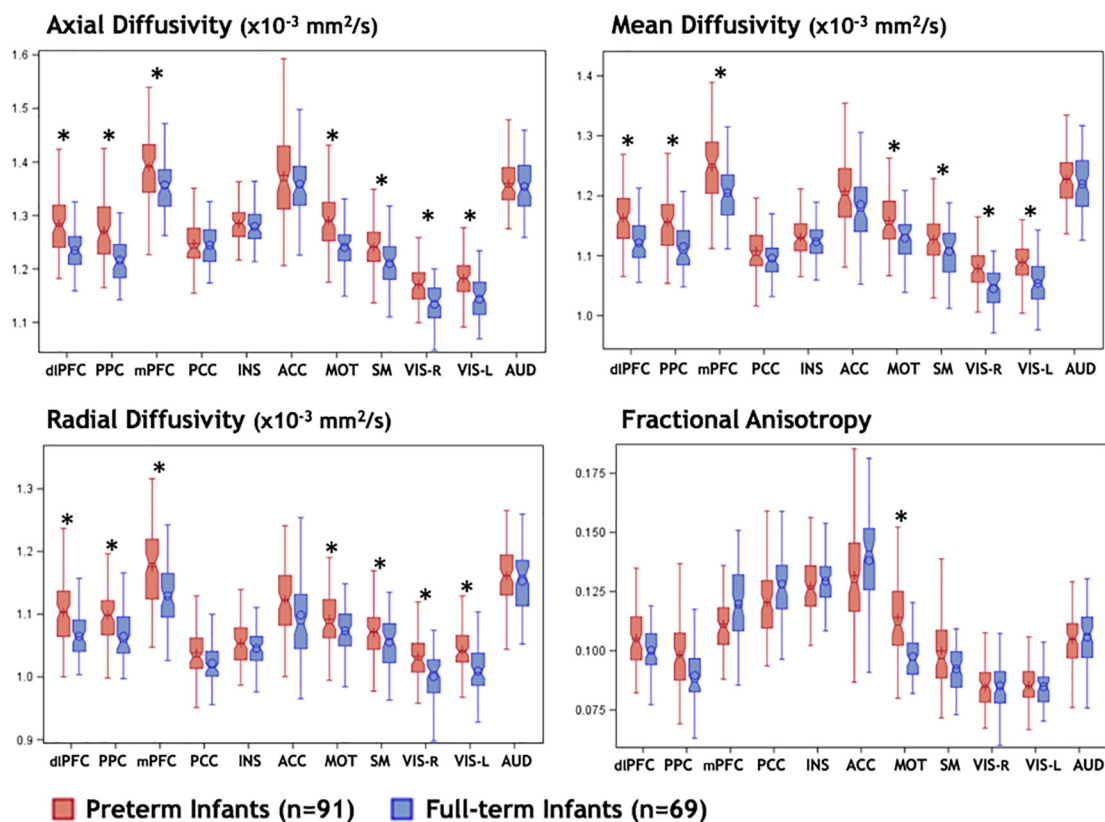 Axial Diffusivity (x10-3 mm2/s)
1.6
1.5
1.4
1.3
1.2
1.1
* * * * * * *
dlPFC PPC mPFC PCC INS ACC MOT SM VIS-R VIS-L AUD
Mean Diffusivity (x10-3 mm2/s)
1.4
1.3
1.2
1.1
1.0
* * * * * * *
dlPFC PPC mPFC PCC INS ACC MOT SM VIS-R VIS-L AUD
Radial Diffusivity (x10-3 mm2/s)
1.3
1.2
1.1
1.0
0.9
* * * * * * *
dlPFC PPC mPFC PCC INS ACC MOT SM VIS-R VIS-L AUD
Fractional Anisotropy
0.175
0.150
0.125
0.100
0.075
*
dlPFC PPC mPFC PCC INS ACC MOT SM VIS-R VIS-L AUD
Preterm Infants (n=91) Full-term Infants (n=69)